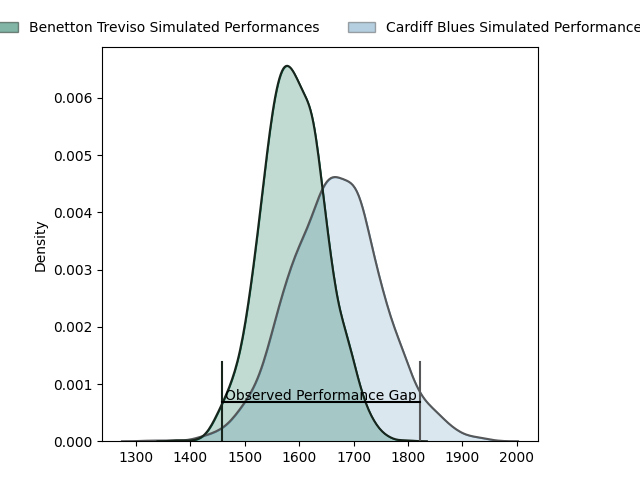 Benetton Treviso Simulated Performances
Cardiff Blues Simulated Performance
Density
0.006
0.005
0.004
0.003
0.002
0.001
0.000
Observed Performance Gap
1300 1400 1500 1600 1700 1800 1900 2000